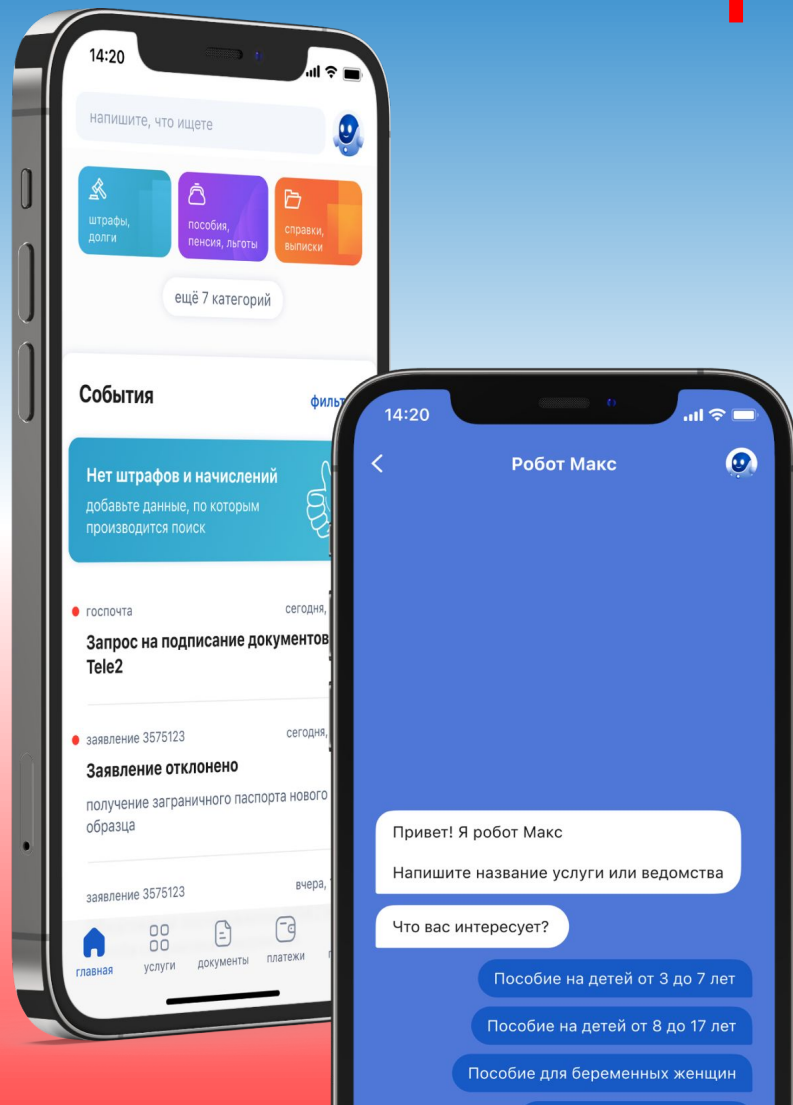 14:20
напишите, что ищете
штрафы,
долги
пособия,
пенсия, льготы
справки,
выписки
ещё 7 категорий
События
Нет штрафов и начислений
добавьте данные, по которым
производится поиск
госпочта
сегодня,
Запрос на подписание документов
Tele2
заявление 3575123
сегодня,
Заявление отклонено
получение заграничного паспорта нового
образца
заявление 3575123
вчера,
главная
услуги
документы
платежи
14:20
Робот Макс
Привет! Я робот Макс
Напишите название услуги или ведомства
Что вас интересует?
Пособие на детей от 3 до 7 лет
Пособие на детей от 8 до 17 лет
Пособие для беременных женщин